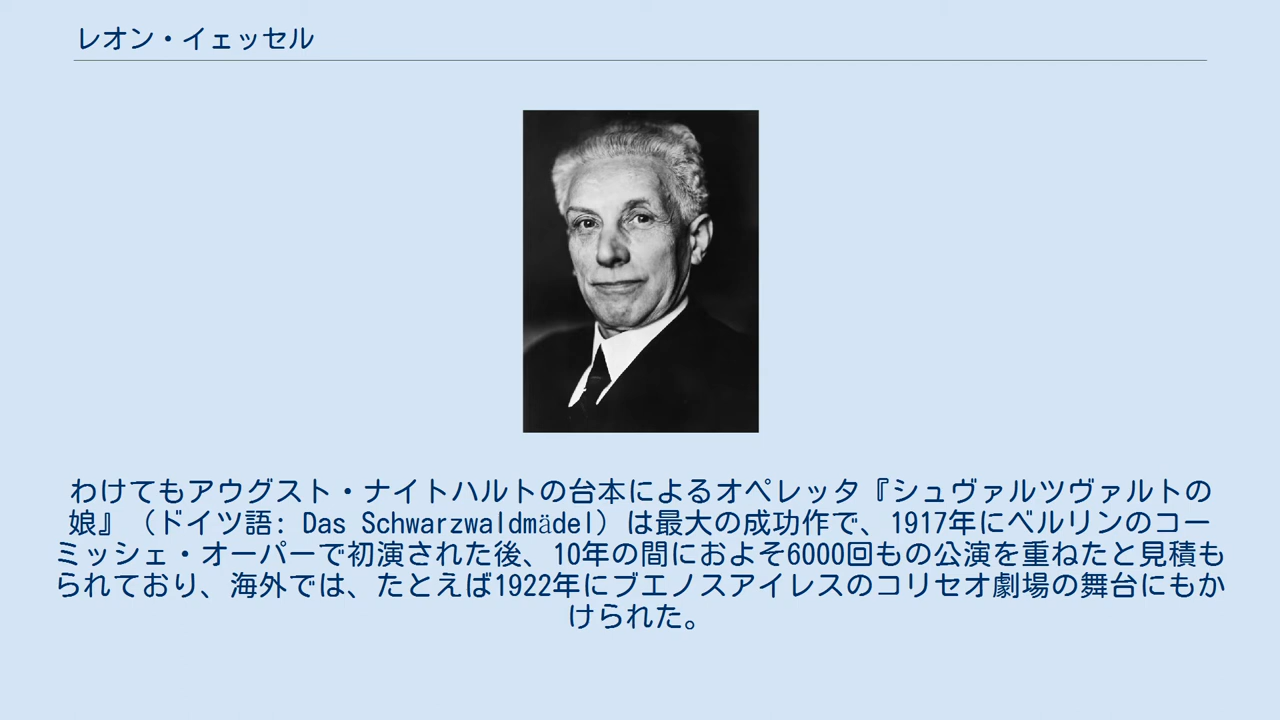 レオン・イェッセル
わけてもアウグスト・ナイトハルトの台本によるオペレッタ『シュヴァルツヴァルトの
娘』（ドイツ語: Das Schwarzwaldmädel）は最大の成功作で、1917年にベルリンのコー
ミッシェ・オーパーで初演された後、10年の間におよそ6000回もの公演を重ねたと見積も
られており、海外では、たとえば1922年にブエノスアイレスのコリセオ劇場の舞台にもか
けられた。